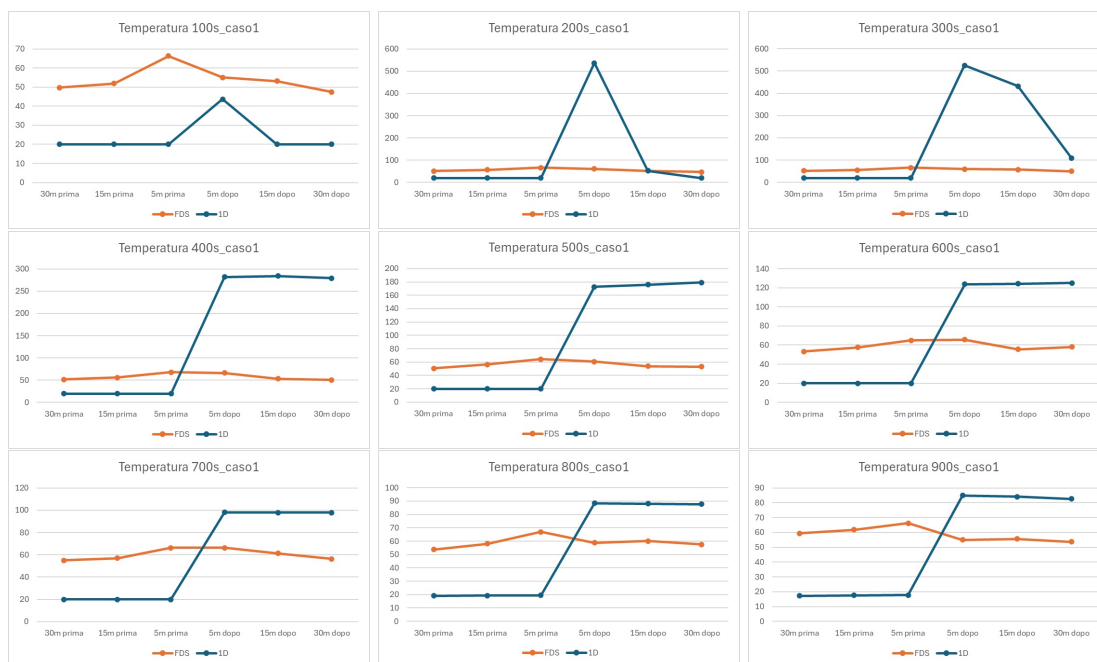 Temperatura 100s_caso1
70
60
50
40
30
20
10
0
30m prima 15m prima 5m prima 5m dopo 15m dopo 30m dopo
FDS 1D
Temperatura 200s_caso1
600
500
400
300
200
100
0
30m prima 15m prima 5m prima 5m dopo 15m dopo 30m dopo
FDS 1D
Temperatura 300s_caso1
600
500
400
300
200
100
0
30m prima 15m prima 5m prima 5m dopo 15m dopo 30m dopo
FDS 1D
Temperatura 400s_caso1
300
250
200
150
100
50
0
30m prima 15m prima 5m prima 5m dopo 15m dopo 30m dopo
FDS 1D
Temperatura 500s_caso1
200
180
160
140
120
100
80
60
40
20
0
30m prima 15m prima 5m prima 5m dopo 15m dopo 30m dopo
FDS 1D
Temperatura 600s_caso1
140
120
100
80
60
40
20
0
30m prima 15m prima 5m prima 5m dopo 15m dopo 30m dopo
FDS 1D
Temperatura 700s_caso1
120
100
80
60
40
20
0
30m prima 15m prima 5m prima 5m dopo 15m dopo 30m dopo
FDS 1D
Temperatura 800s_caso1
100
90
80
70
60
50
40
30
20
10
0
30m prima 15m prima 5m prima 5m dopo 15m dopo 30m dopo
FDS 1D
Temperatura 900s_caso1
90
80
70
60
50
40
30
20
10
0
30m prima 15m prima 5m prima 5m dopo 15m dopo 30m dopo
FDS 1D